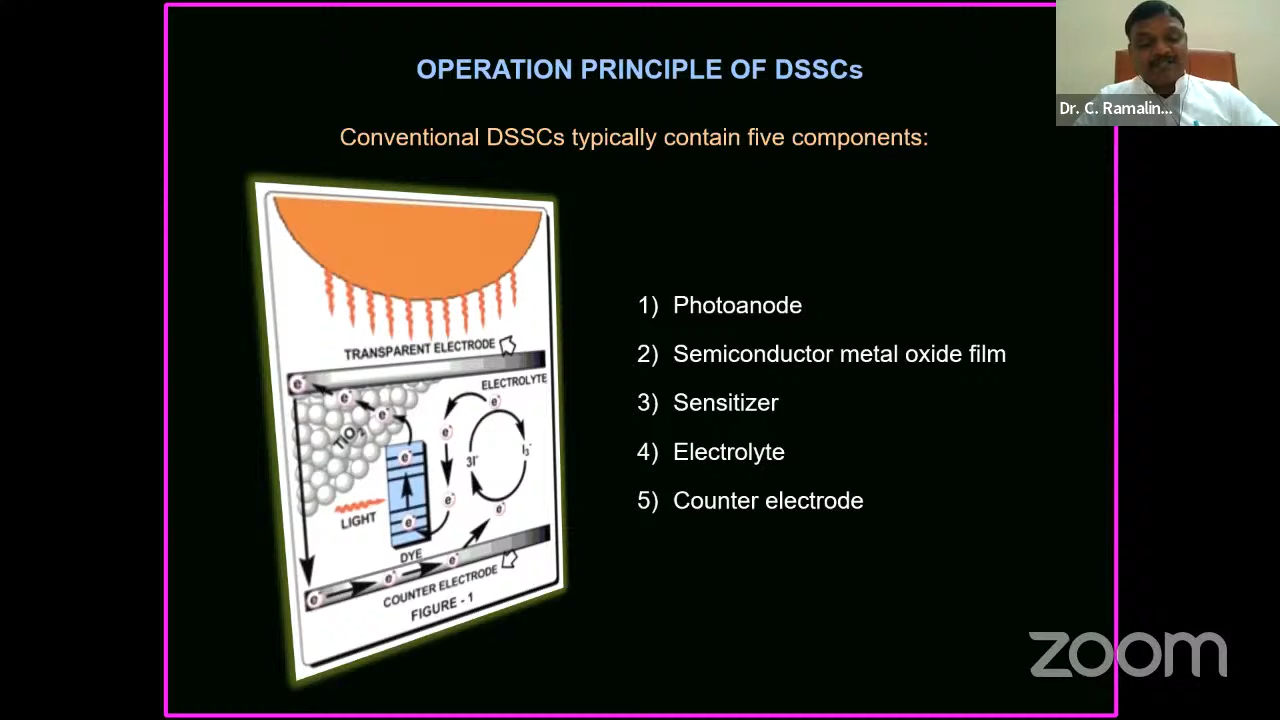 OPERATION PRINCIPLE OF DSSCs
Dr. C. Ramalin...
Conventional DSSCs typically contain five components:
TRANSPARENT ELECTRODE
e-
ELECTROLYTE
e-
e-
e-
e-
TiO2
e-
3I-
I3-
e-
e-
LIGHT
e-
e-
DYE
e-
e-
e-
COUNTER ELECTRODE
FIGURE - 1
1) Photoanode
2) Semiconductor metal oxide film
3) Sensitizer
4) Electrolyte
5) Counter electrode
zoom